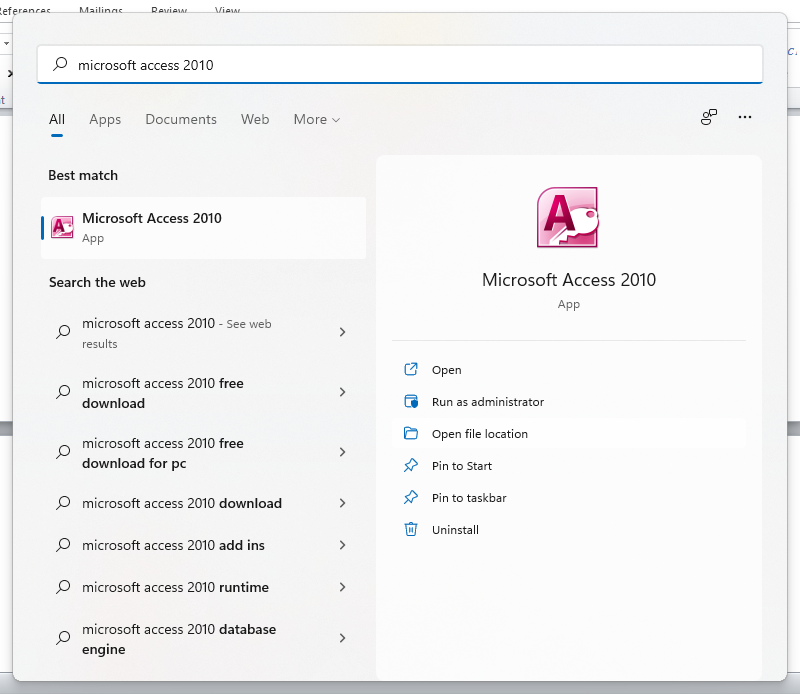 References Mailings Review View
microsoft access 2010
All Apps Documents Web More
Best match
Microsoft Access 2010
App
Search the web
microsoft access 2010 - See web
results
microsoft access 2010 free
download
microsoft access 2010 free
download for pc
microsoft access 2010 download
microsoft access 2010 add ins
microsoft access 2010 runtime
microsoft access 2010 database
engine
Microsoft Access 2010
App
Open
Run as administrator
Open file location
Pin to Start
Pin to taskbar
Uninstall